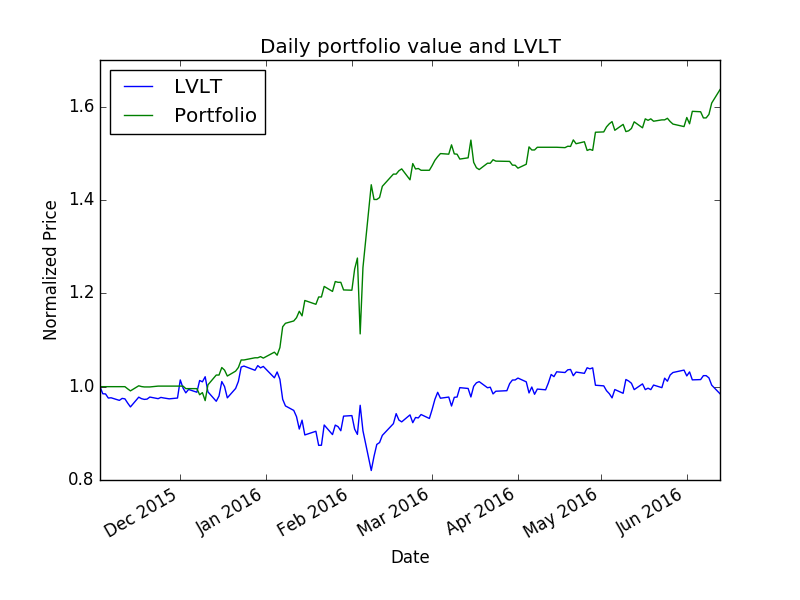 Daily portfolio value and LVLT
LVLT
Portfolio
1.6
1.4
1.2
1.0
0.8
Normalized Price
Dec 2015
Jan 2016
Feb 2016
Mar 2016
Apr 2016
May 2016
Jun 2016
Date